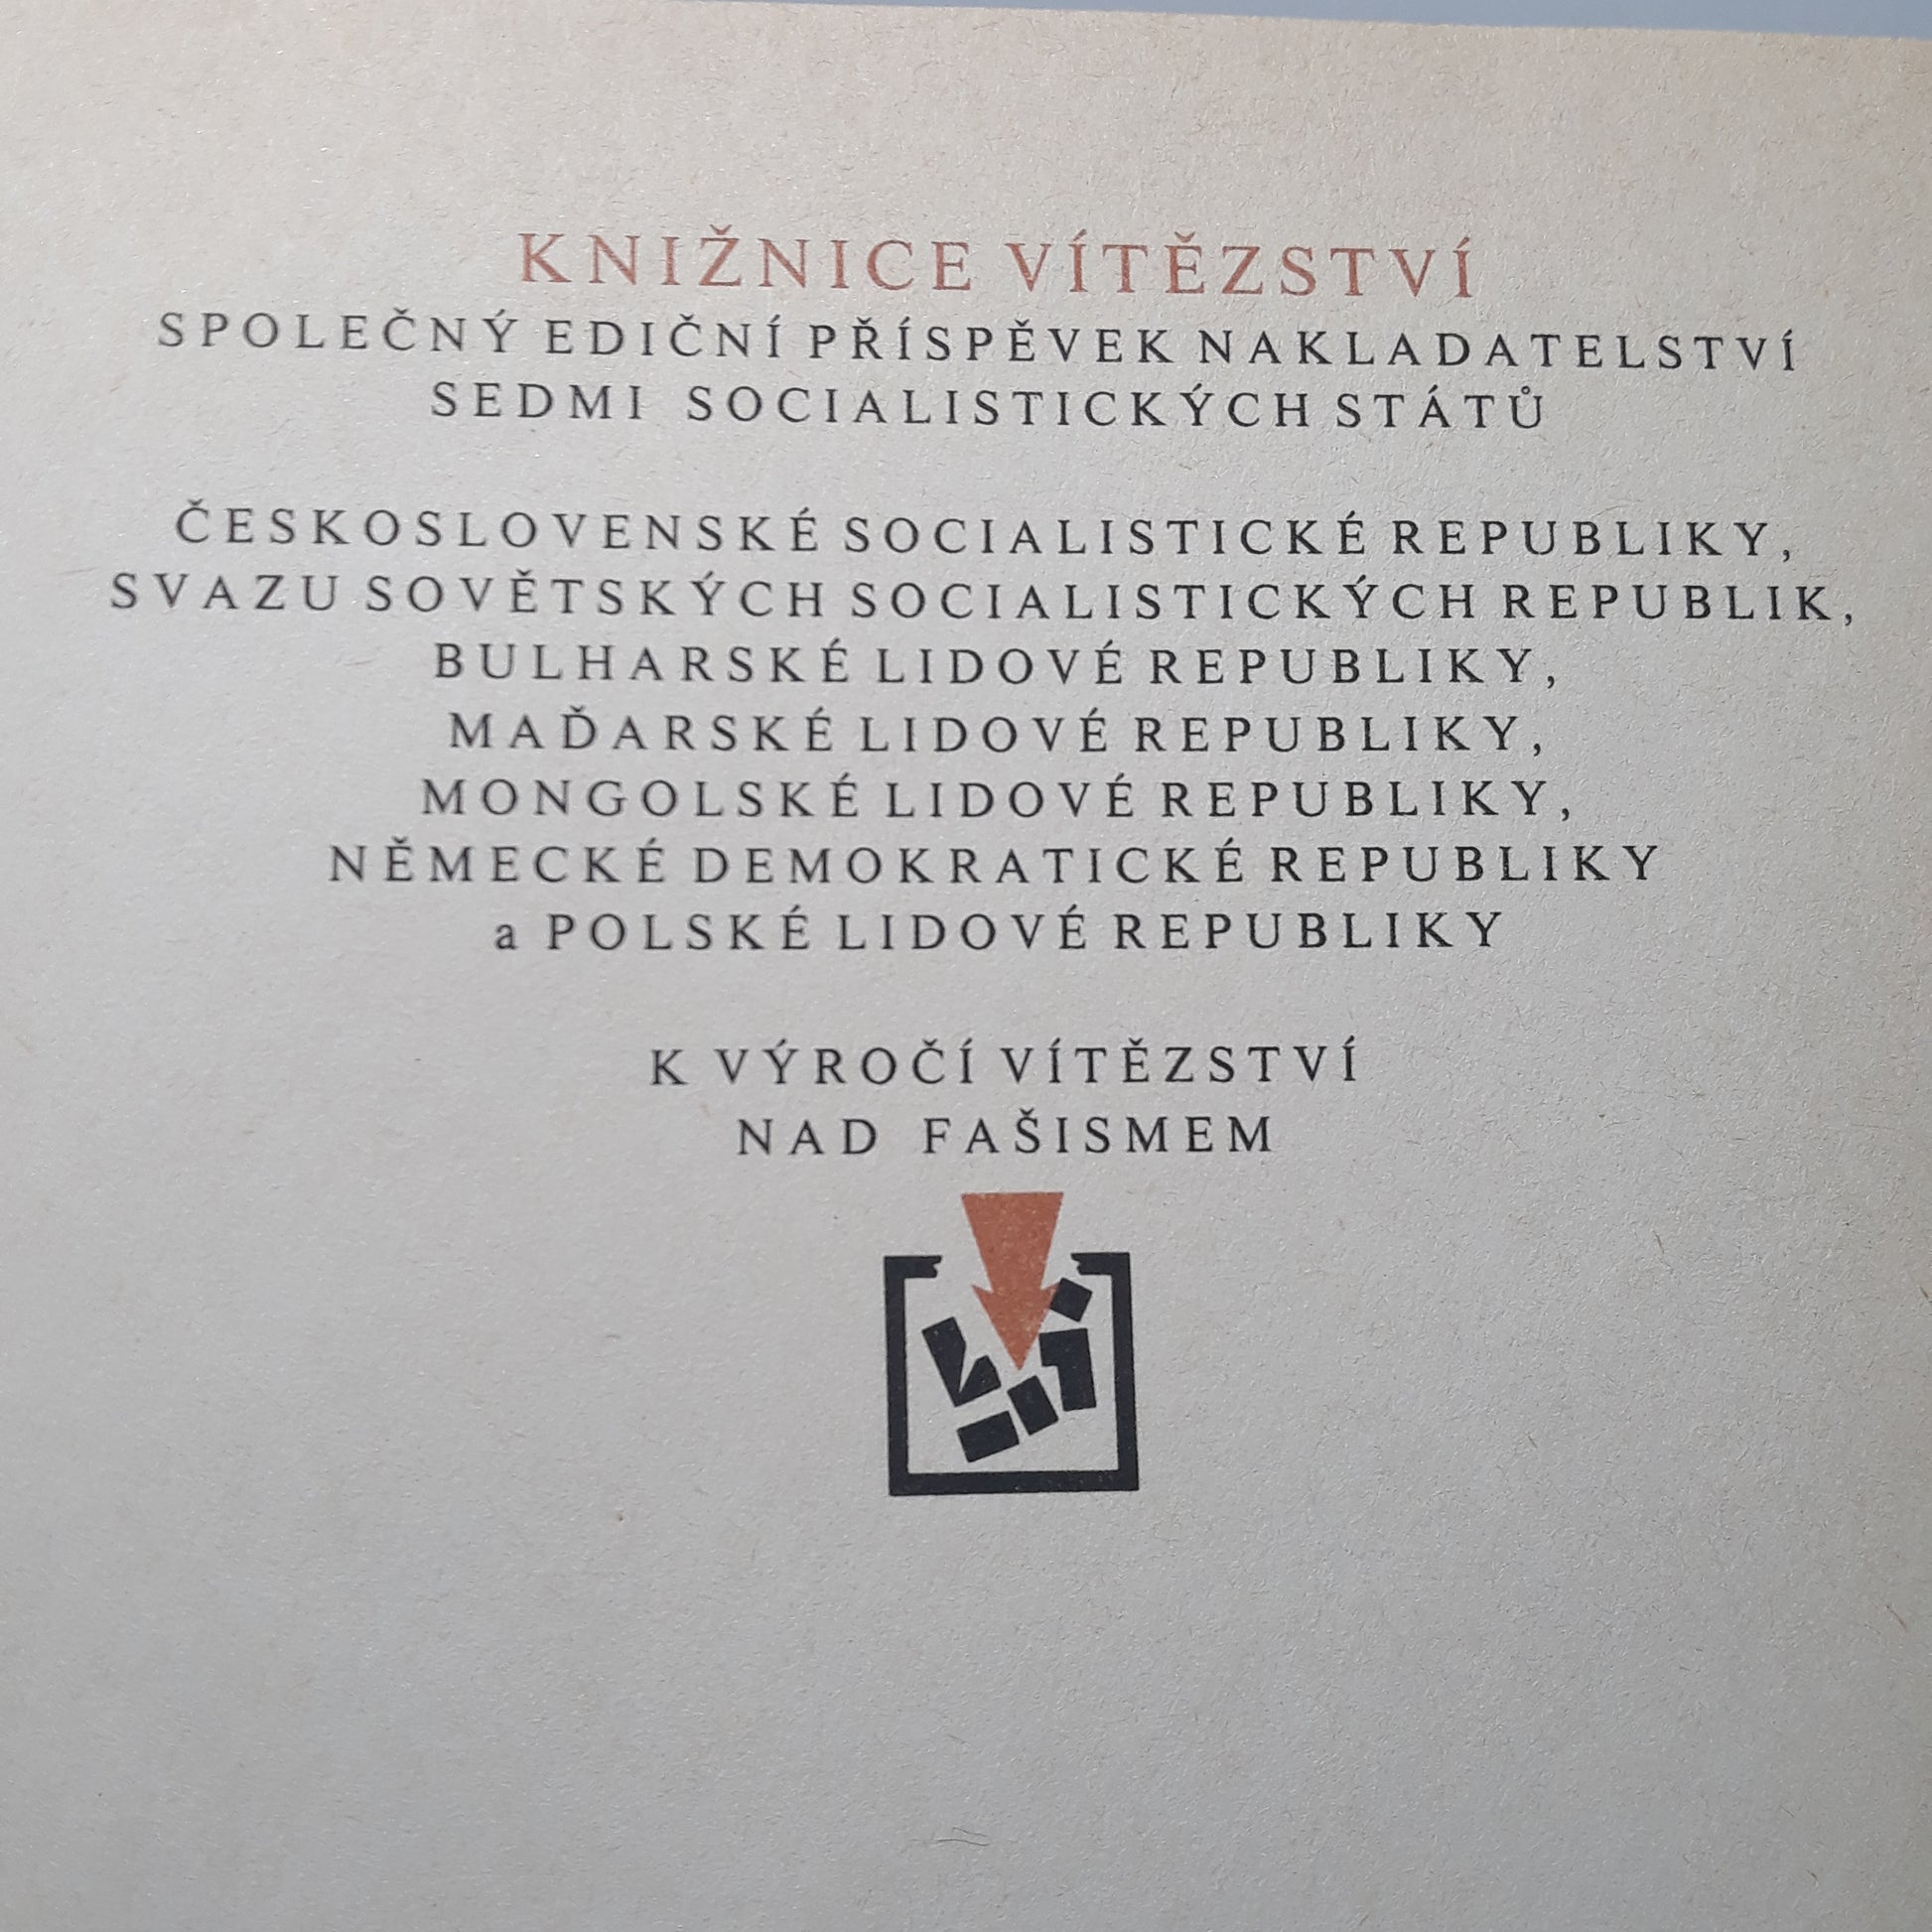 KNIŽNICE VÍTĚZSTVÍ
SPOLEČNÝ EDIČNÍ PŘÍSPĚVEK NAKLADATELSTVÍ
SEDMI SOCIALISTICKÝCH STÁTŮ
ČESKOSLOVENSKÉ SOCIALISTICKÉ REPUBLIKY,
SVAZU SOVĚTSKÝCH SOCIALISTICKÝCH REPUBLIK,
BULHARSKÉ LIDOVÉ REPUBLIKY,
MAĎARSKÉ LIDOVÉ REPUBLIKY,
MONGOLSKÉ LIDOVÉ REPUBLIKY,
NĚMECKÉ DEMOKRATICKÉ REPUBLIKY
a POLSKÉ LIDOVÉ REPUBLIKY
K VÝROČÍ VÍTĚZSTVÍ
NAD FAŠISMEM